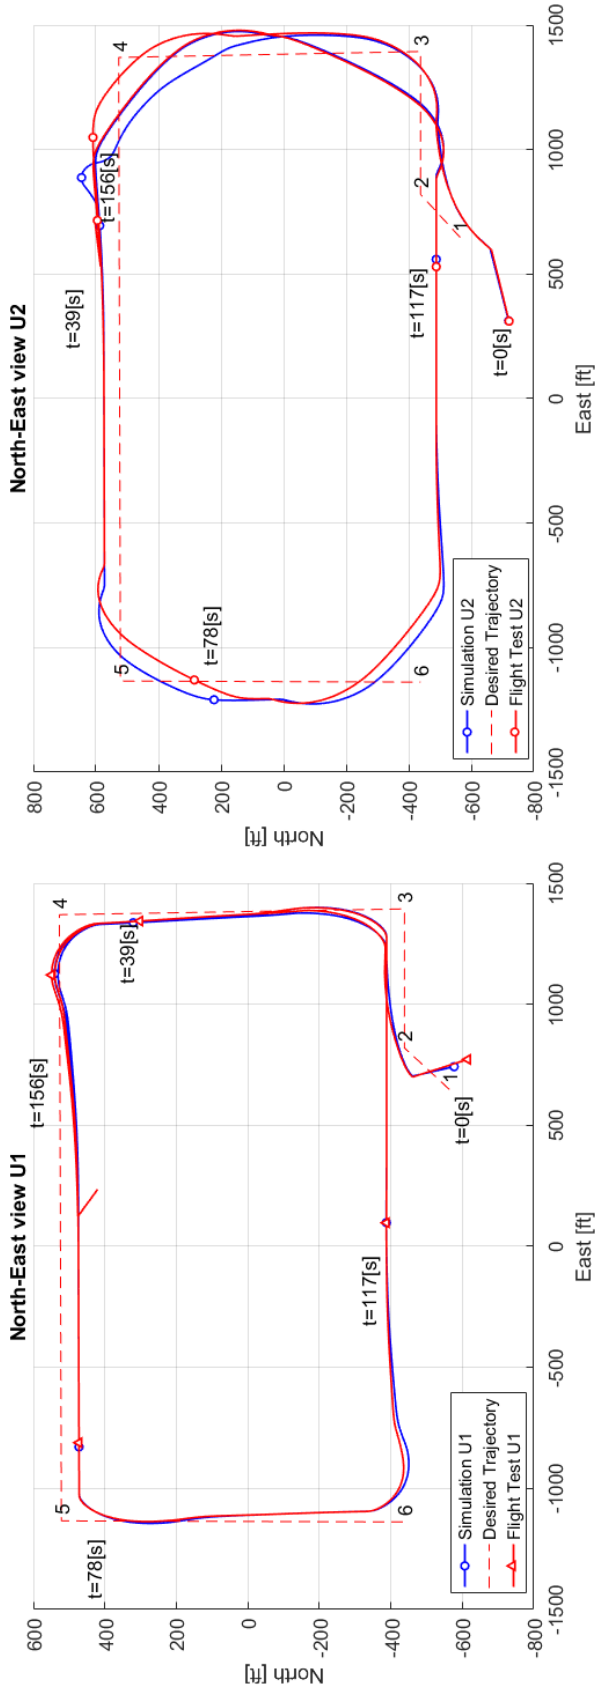 North-East view U1
600
400
200
0
-200
-400
-600
-800
North [ft]
-1500
-1000
-500
0
500
1000
1500
East [ft]
5
4
t=156[s]
t=78[s]
t=39[s]
t=117[s]
3
2
1
t=0[s]
6
Simulation U1
Desired Trajectory
Flight Test U1
North-East view U2
800
600
400
200
0
-200
-400
-600
-800
North [ft]
-1500
-1000
-500
0
500
1000
1500
East [ft]
t=39[s]
t=156[s]
5
4
t=78[s]
6
t=117[s]
3
2
1
t=0[s]
Simulation U2
Desired Trajectory
Flight Test U2